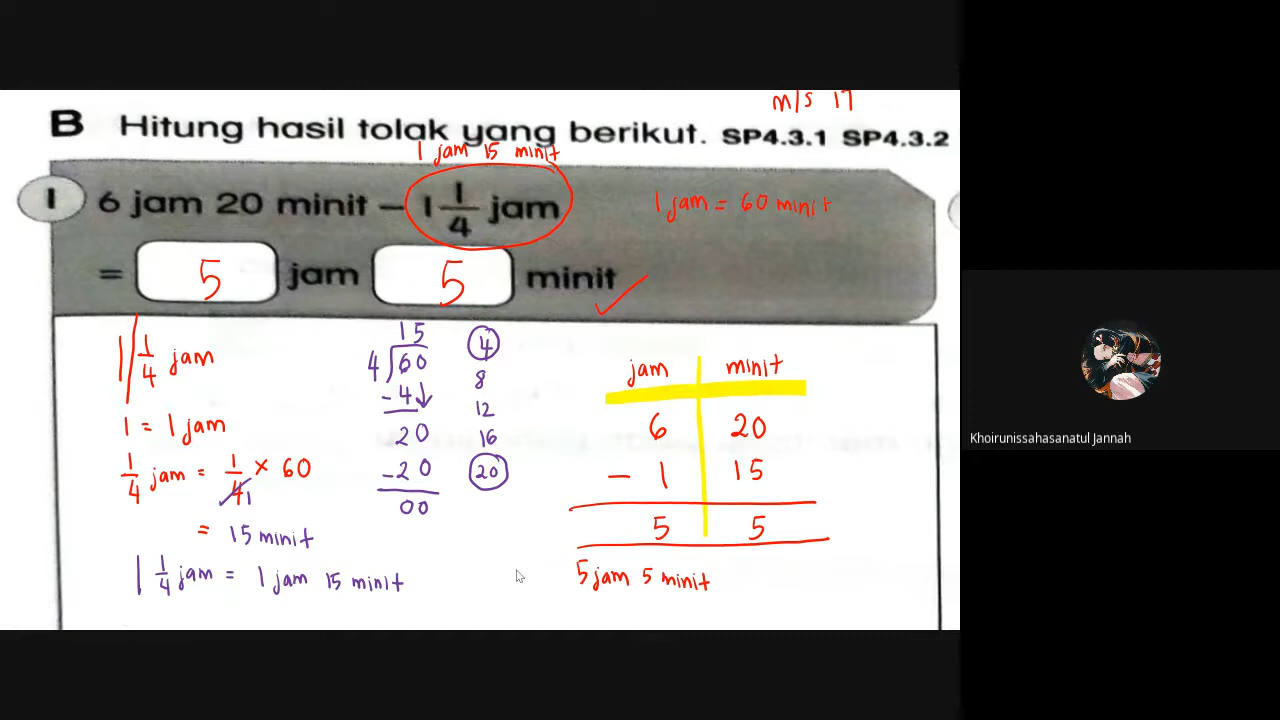 m/s 17
B Hitung hasil tolak yang berikut. SP4.3.1 SP4.3.2
1 jam 15 minit
1 6 jam 20 minit – 1 1/4 jam
1 jam = 60 minit
= 5 jam 5 minit
1 1/4 jam
1 = 1 jam
1/4 jam = 1/4 × 60
1
= 15 minit
1 1/4 jam = 1 jam 15 minit
15
4 60
- 4
20
- 20
00
4
8
12
16
20
jam minit
6 20
- 1 15
5 5
5 jam 5 minit
Khoirunissahasanatul Jannah